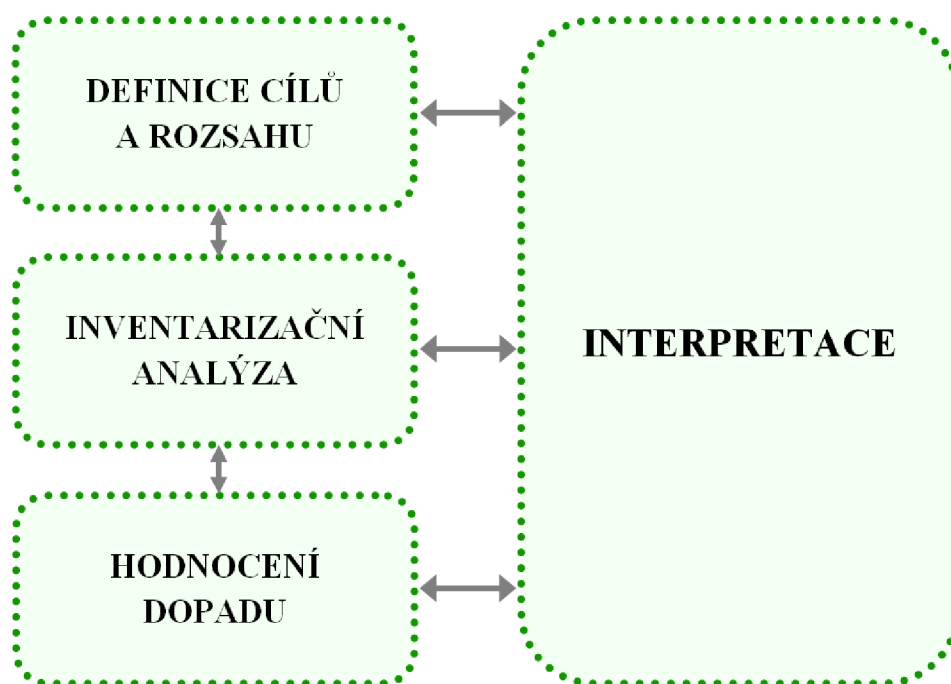 DEFINICE CÍLŮ
A ROZSAHU
INVENTARIZAČNÍ
ANALÝZA
INTERPRETACE
HODNOCENÍ
DOPADU